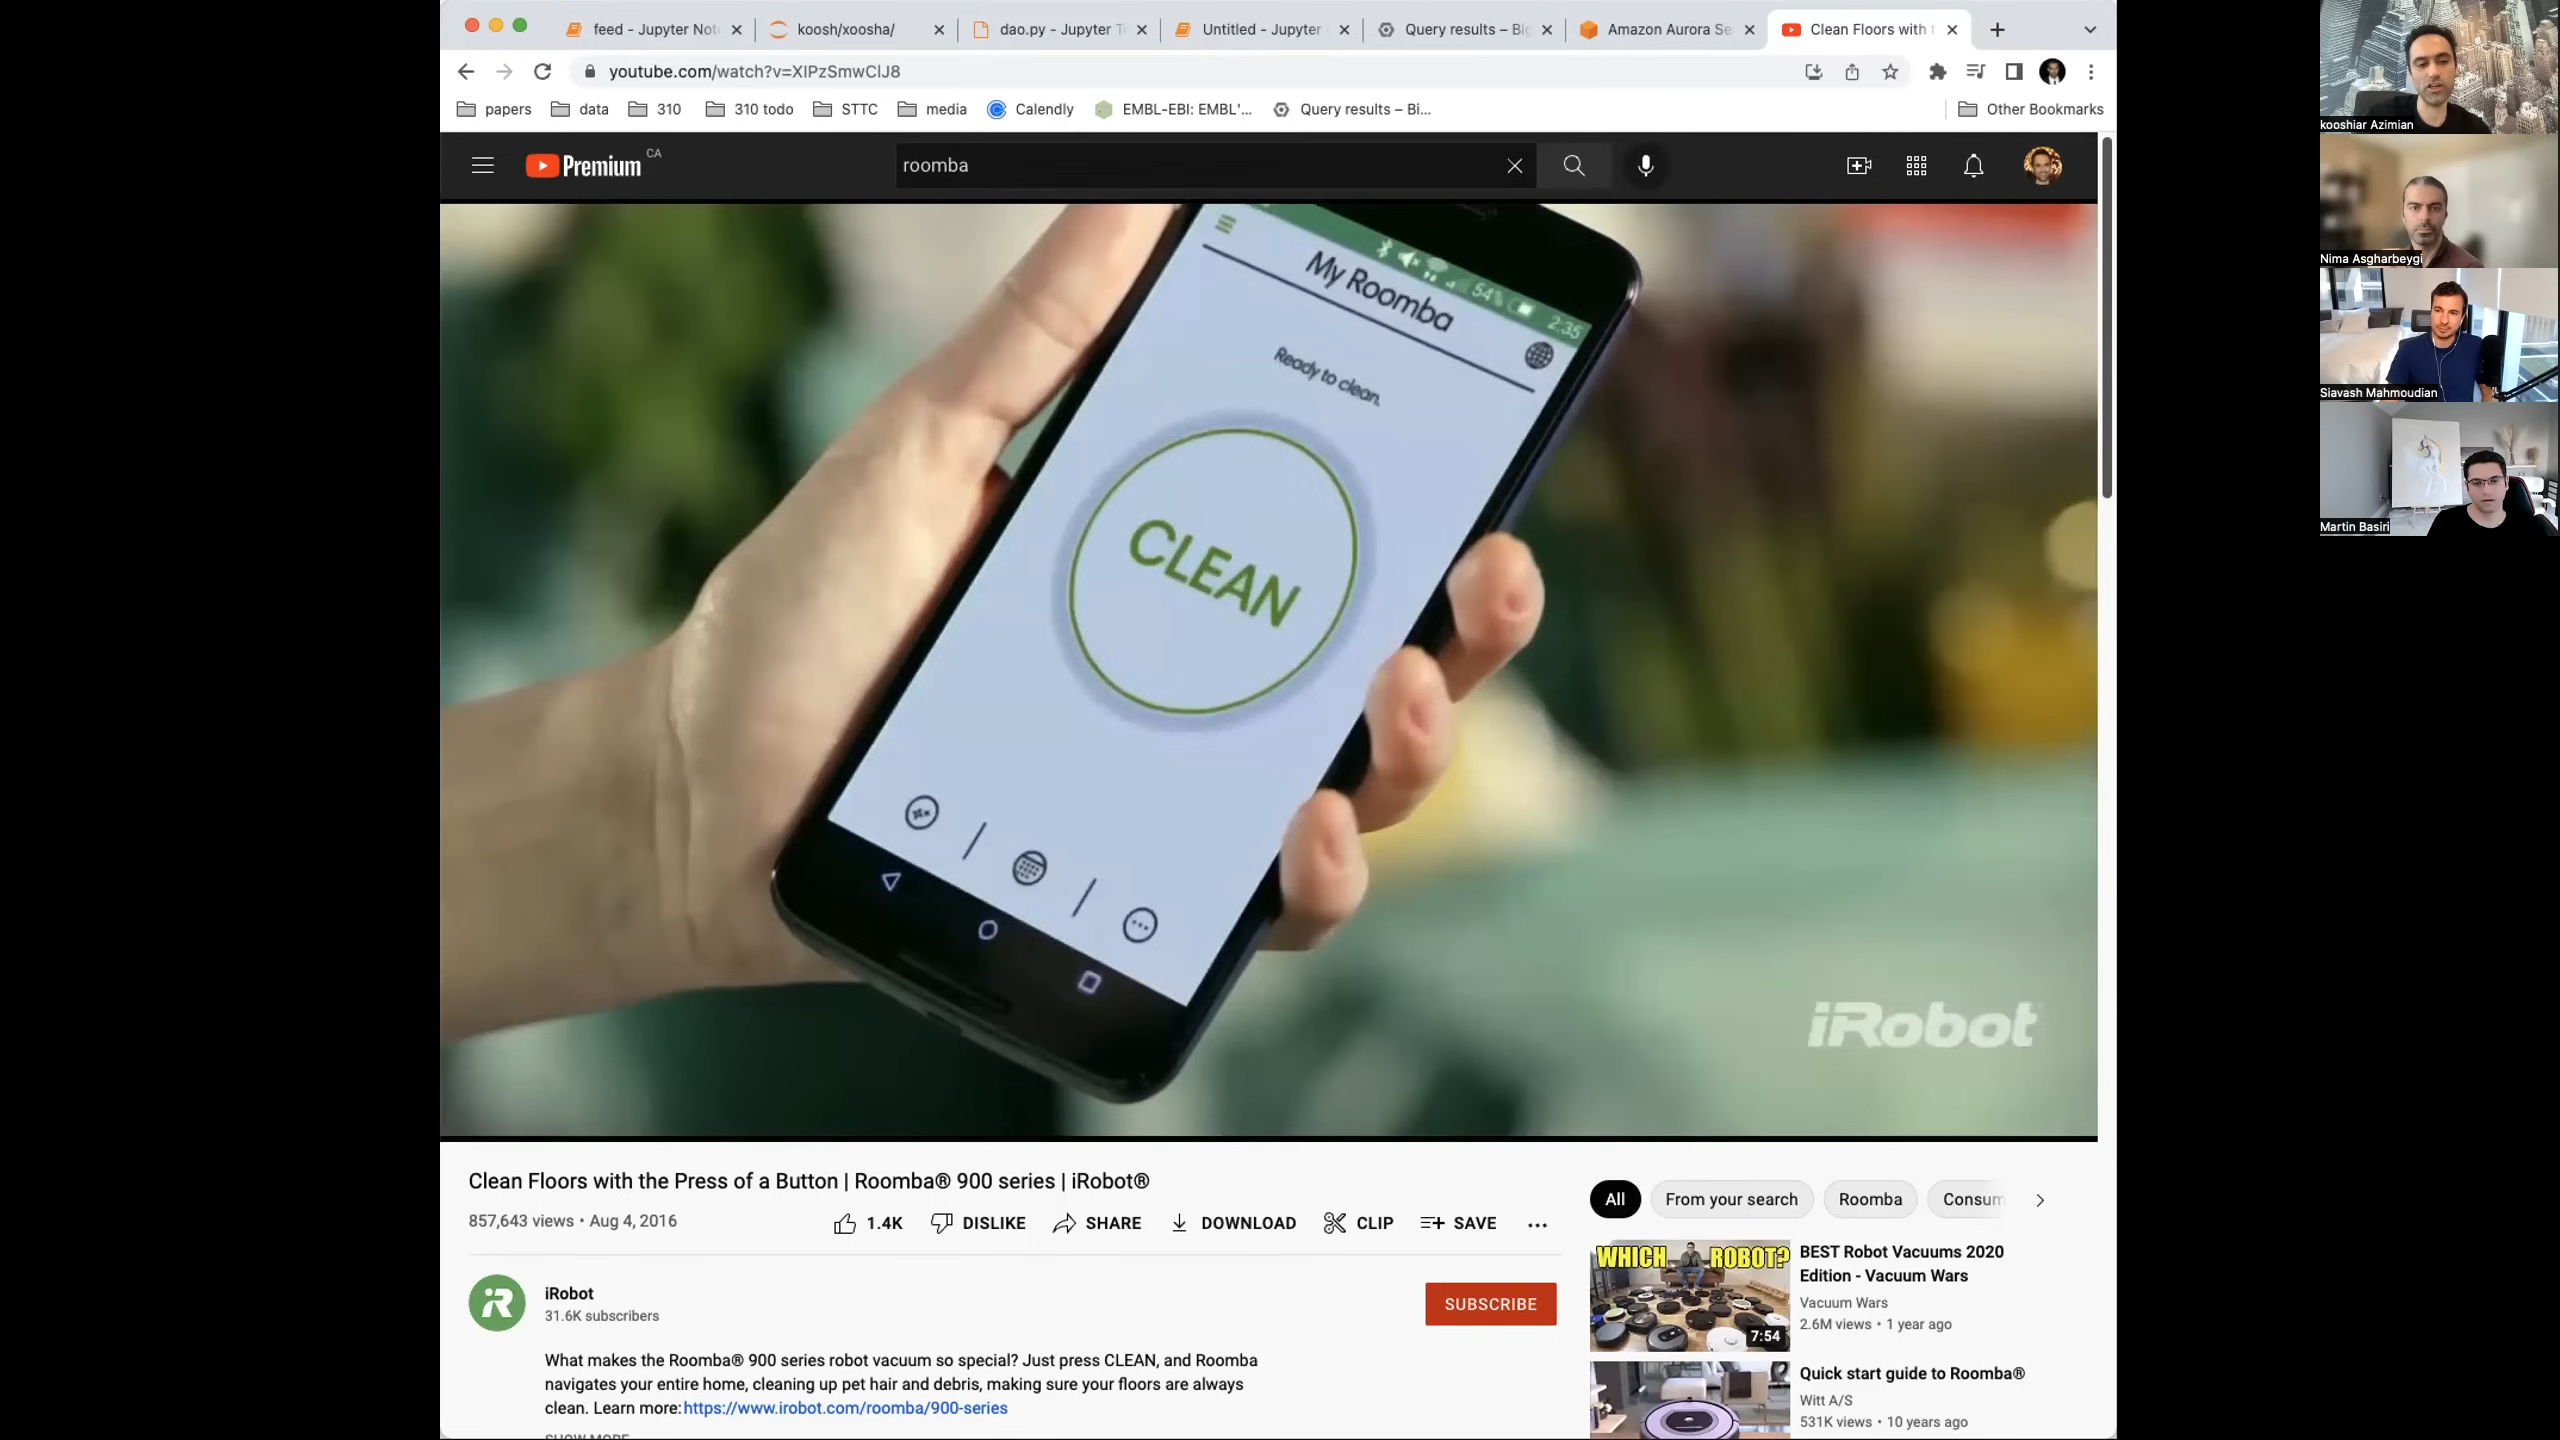 feed - Jupyter Not
koosh/xoosha/
dao.py - Jupyter T
Untitled - Jupyter
Query results – Big
Amazon Aurora Se
Clean Floors with t
youtube.com/watch?v=XIPzSmwCIJ8
papers
data
310
310 todo
STTC
media
Calendly
EMBL-EBI: EMBL'...
Query results – Bi...
Other Bookmarks
Premium CA
roomba
54% 2:35
My Roomba
Ready to clean.
CLEAN
iRobot
Clean Floors with the Press of a Button | Roomba® 900 series | iRobot®
857,643 views • Aug 4, 2016
1.4K
DISLIKE
SHARE
DOWNLOAD
CLIP
SAVE
iRobot
31.6K subscribers
SUBSCRIBE
What makes the Roomba® 900 series robot vacuum so special? Just press CLEAN, and Roomba
navigates your entire home, cleaning up pet hair and debris, making sure your floors are always
clean. Learn more: https://www.irobot.com/roomba/900-series
SHOW MORE
All
From your search
Roomba
Consum
WHICH ROBOT?
7:54
BEST Robot Vacuums 2020
Edition - Vacuum Wars
Vacuum Wars
2.6M views • 1 year ago
Quick start guide to Roomba®
Witt A/S
531K views • 10 years ago
kooshiar Azimian
Nima Asgharbeygi
Siavash Mahmoudian
Martin Basiri